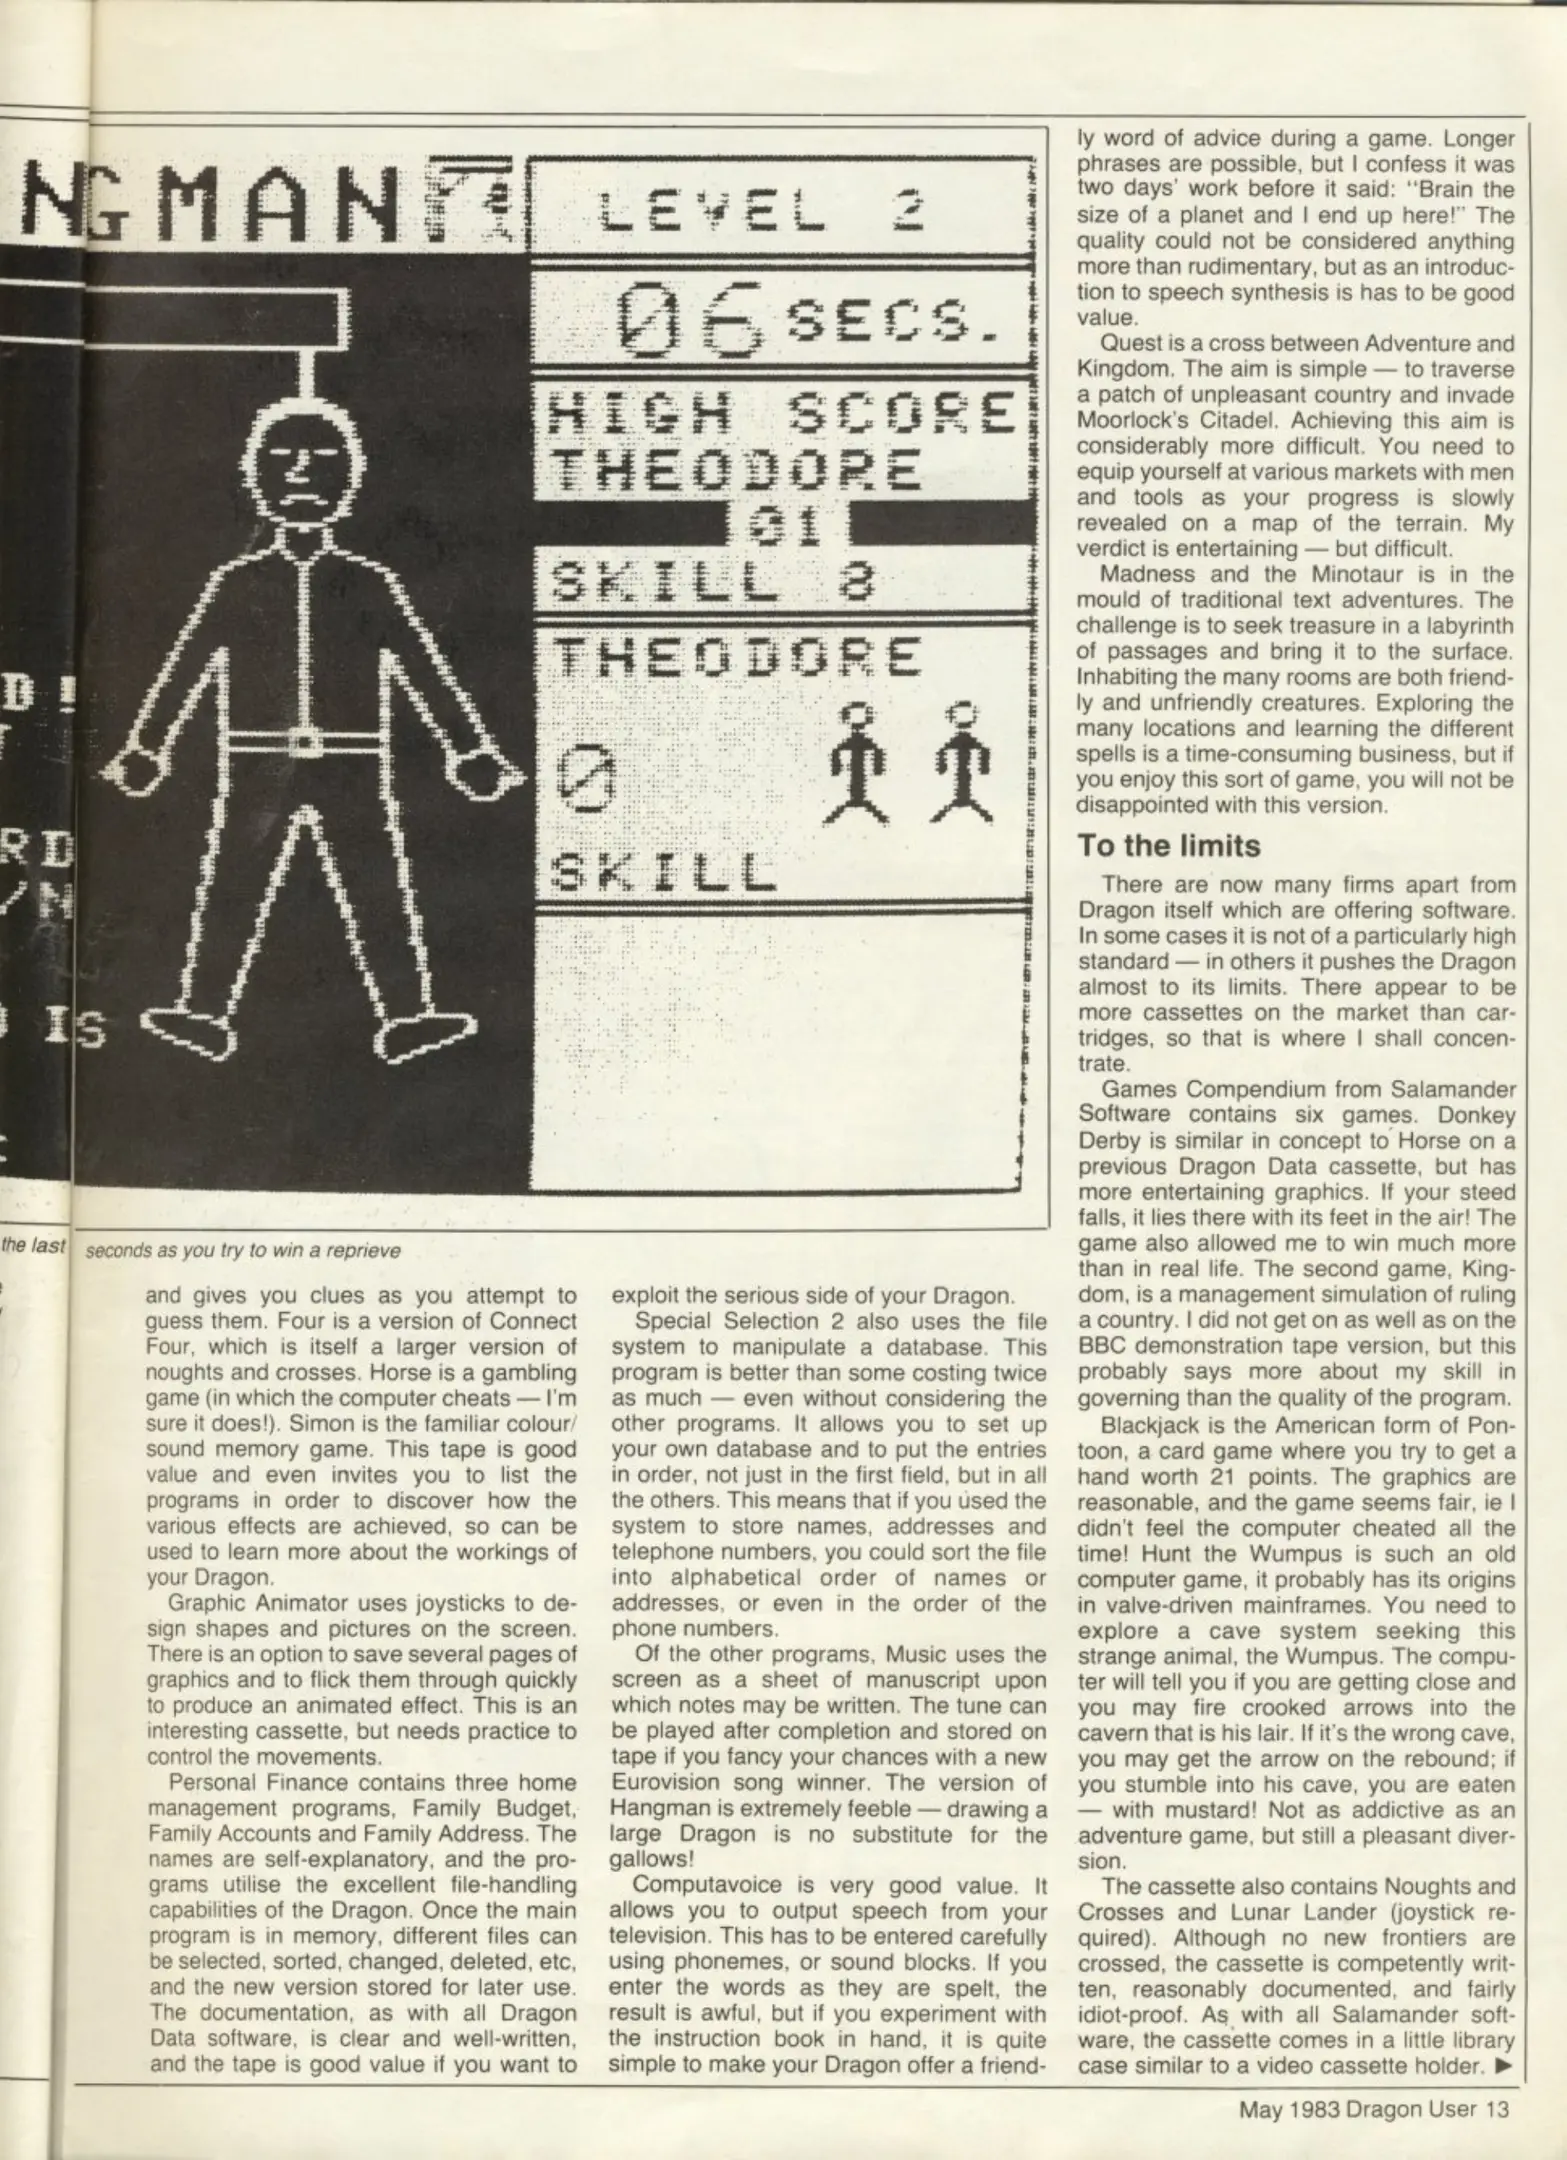 NGMAN
LEVEL 2
06 SECS.
HIGH SCORE
THEODORE
01
SKILL 8
THEODORE
0
SKILL
D!
RD
/N
IS
the last seconds as you try to win a reprieve
and gives you clues as you attempt to
guess them. Four is a version of Connect
Four, which is itself a larger version of
noughts and crosses. Horse is a gambling
game (in which the computer cheats — I'm
sure it does!). Simon is the familiar colour/
sound memory game. This tape is good
value and even invites you to list the
programs in order to discover how the
various effects are achieved, so can be
used to learn more about the workings of
your Dragon.
Graphic Animator uses joysticks to de-
sign shapes and pictures on the screen.
There is an option to save several pages of
graphics and to flick them through quickly
to produce an animated effect. This is an
interesting cassette, but needs practice to
control the movements.
Personal Finance contains three home
management programs, Family Budget,
Family Accounts and Family Address. The
names are self-explanatory, and the pro-
grams utilise the excellent file-handling
capabilities of the Dragon. Once the main
program is in memory, different files can
be selected, sorted, changed, deleted, etc,
and the new version stored for later use.
The documentation, as with all Dragon
Data software, is clear and well-written,
and the tape is good value if you want to
exploit the serious side of your Dragon.
Special Selection 2 also uses the file
system to manipulate a database. This
program is better than some costing twice
as much — even without considering the
other programs. It allows you to set up
your own database and to put the entries
in order, not just in the first field, but in all
the others. This means that if you used the
system to store names, addresses and
telephone numbers, you could sort the file
into alphabetical order of names or
addresses, or even in the order of the
phone numbers.
Of the other programs, Music uses the
screen as a sheet of manuscript upon
which notes may be written. The tune can
be played after completion and stored on
tape if you fancy your chances with a new
Eurovision song winner. The version of
Hangman is extremely feeble — drawing a
large Dragon is no substitute for the
gallows!
Computavoice is very good value. It
allows you to output speech from your
television. This has to be entered carefully
using phonemes, or sound blocks. If you
enter the words as they are spelt, the
result is awful, but if you experiment with
the instruction book in hand, it is quite
simple to make your Dragon offer a friend-
ly word of advice during a game. Longer
phrases are possible, but I confess it was
two days' work before it said: "Brain the
size of a planet and I end up here!" The
quality could not be considered anything
more than rudimentary, but as an introduc-
tion to speech synthesis is has to be good
value.
Quest is a cross between Adventure and
Kingdom. The aim is simple — to traverse
a patch of unpleasant country and invade
Moorlock's Citadel. Achieving this aim is
considerably more difficult. You need to
equip yourself at various markets with men
and tools as your progress is slowly
revealed on a map of the terrain. My
verdict is entertaining — but difficult.
Madness and the Minotaur is in the
mould of traditional text adventures. The
challenge is to seek treasure in a labyrinth
of passages and bring it to the surface.
Inhabiting the many rooms are both friend-
ly and unfriendly creatures. Exploring the
many locations and learning the different
spells is a time-consuming business, but if
you enjoy this sort of game, you will not be
disappointed with this version.
To the limits
There are now many firms apart from
Dragon itself which are offering software.
In some cases it is not of a particularly high
standard — in others it pushes the Dragon
almost to its limits. There appear to be
more cassettes on the market than car-
tridges, so that is where I shall concen-
trate.
Games Compendium from Salamander
Software contains six games. Donkey
Derby is similar in concept to Horse on a
previous Dragon Data cassette, but has
more entertaining graphics. If your steed
falls, it lies there with its feet in the air! The
game also allowed me to win much more
than in real life. The second game, King-
dom, is a management simulation of ruling
a country. I did not get on as well as on the
BBC demonstration tape version, but this
probably says more about my skill in
governing than the quality of the program.
Blackjack is the American form of Pon-
toon, a card game where you try to get a
hand worth 21 points. The graphics are
reasonable, and the game seems fair, ie I
didn't feel the computer cheated all the
time! Hunt the Wumpus is such an old
computer game, it probably has its origins
in valve-driven mainframes. You need to
explore a cave system seeking this
strange animal, the Wumpus. The compu-
ter will tell you if you are getting close and
you may fire crooked arrows into the
cavern that is his lair. If it's the wrong cave,
you may get the arrow on the rebound; if
you stumble into his cave, you are eaten
— with mustard! Not as addictive as an
adventure game, but still a pleasant diver-
sion.
The cassette also contains Noughts and
Crosses and Lunar Lander (joystick re-
quired). Although no new frontiers are
crossed, the cassette is competently writ-
ten, reasonably documented, and fairly
idiot-proof. As with all Salamander soft-
ware, the cassette comes in a little library
case similar to a video cassette holder. ▶
May 1983 Dragon User 13